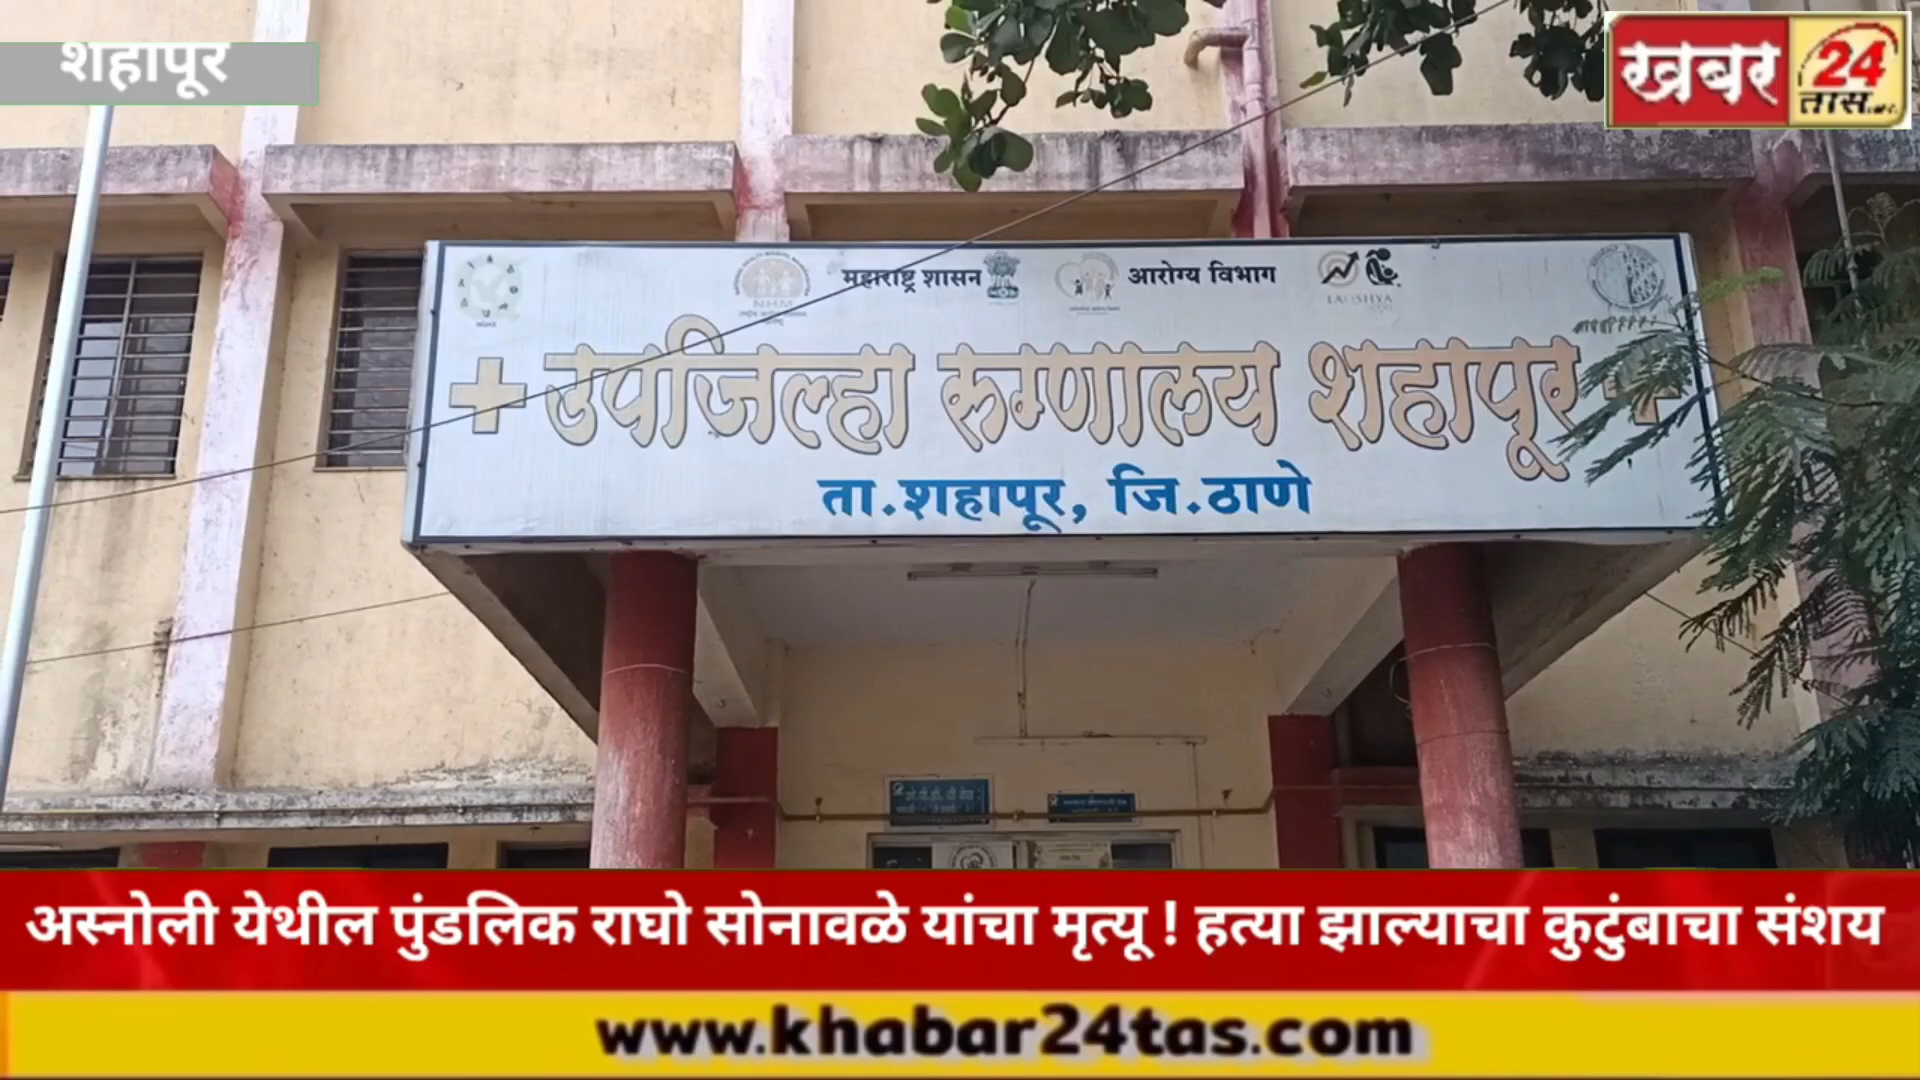 शहापूर
खबर 24 तास
महाराष्ट्र शासन आरोग्य विभाग
NHM
LAQSHYA
उपजिल्हा रुग्णालय शहापूर
ता.शहापूर, जि.ठाणे
अस्नोली येथील पुंडलिक राघो सोनावळे यांचा मृत्यू ! हत्या झाल्याचा कुटुंबाचा संशय
www.khabar24tas.com